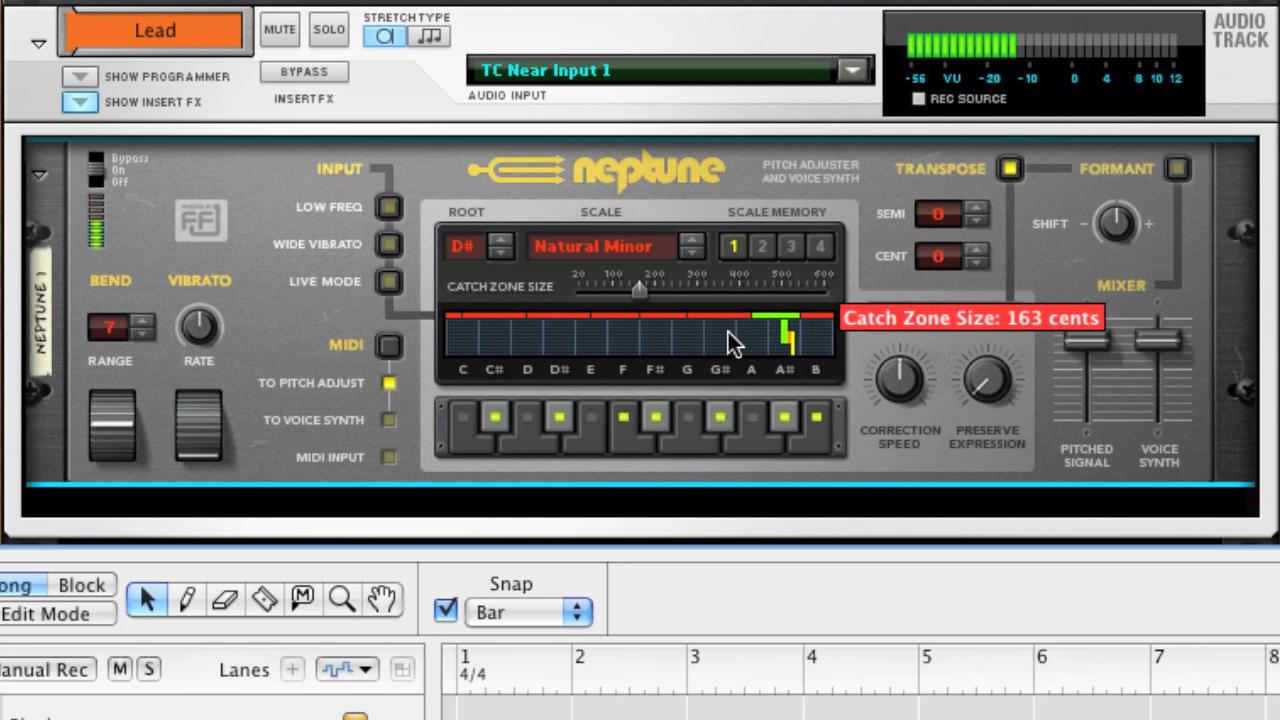 Lead
MUTE
SOLO
STRETCH TYPE
SHOW PROGRAMMER
SHOW INSERT FX
BYPASS
INSERT FX
TC Near Input 1
AUDIO INPUT
-56 VU -20 -10 0 4 8 10 12
REC SOURCE
AUDIO
TRACK
Bypass
On
Off
INPUT
LOW FREQ.
WIDE VIBRATO
LIVE MODE
neptune
PITCH ADJUSTER
AND VOICE SYNTH
TRANSPOSE
FORMANT
SEMI 0
CENT 0
SHIFT - +
MIXER
ROOT
SCALE
SCALE MEMORY
D#
Natural Minor
1 2 3 4
CATCH ZONE SIZE
20 100 200 300 400 500 600
Catch Zone Size: 163 cents
C C# D D# E F F# G G# A A# B
NEPTUNE 1
BEND
VIBRATO
7
RANGE
RATE
MIDI
TO PITCH ADJUST
TO VOICE SYNTH
MIDI INPUT
CORRECTION
SPEED
PRESERVE
EXPRESSION
PITCHED
SIGNAL
VOICE
SYNTH
ong
Block
Edit Mode
M
Snap
Bar
anual Rec
M
S
Lanes
1 2 3 4 5 6 7 8
4/4